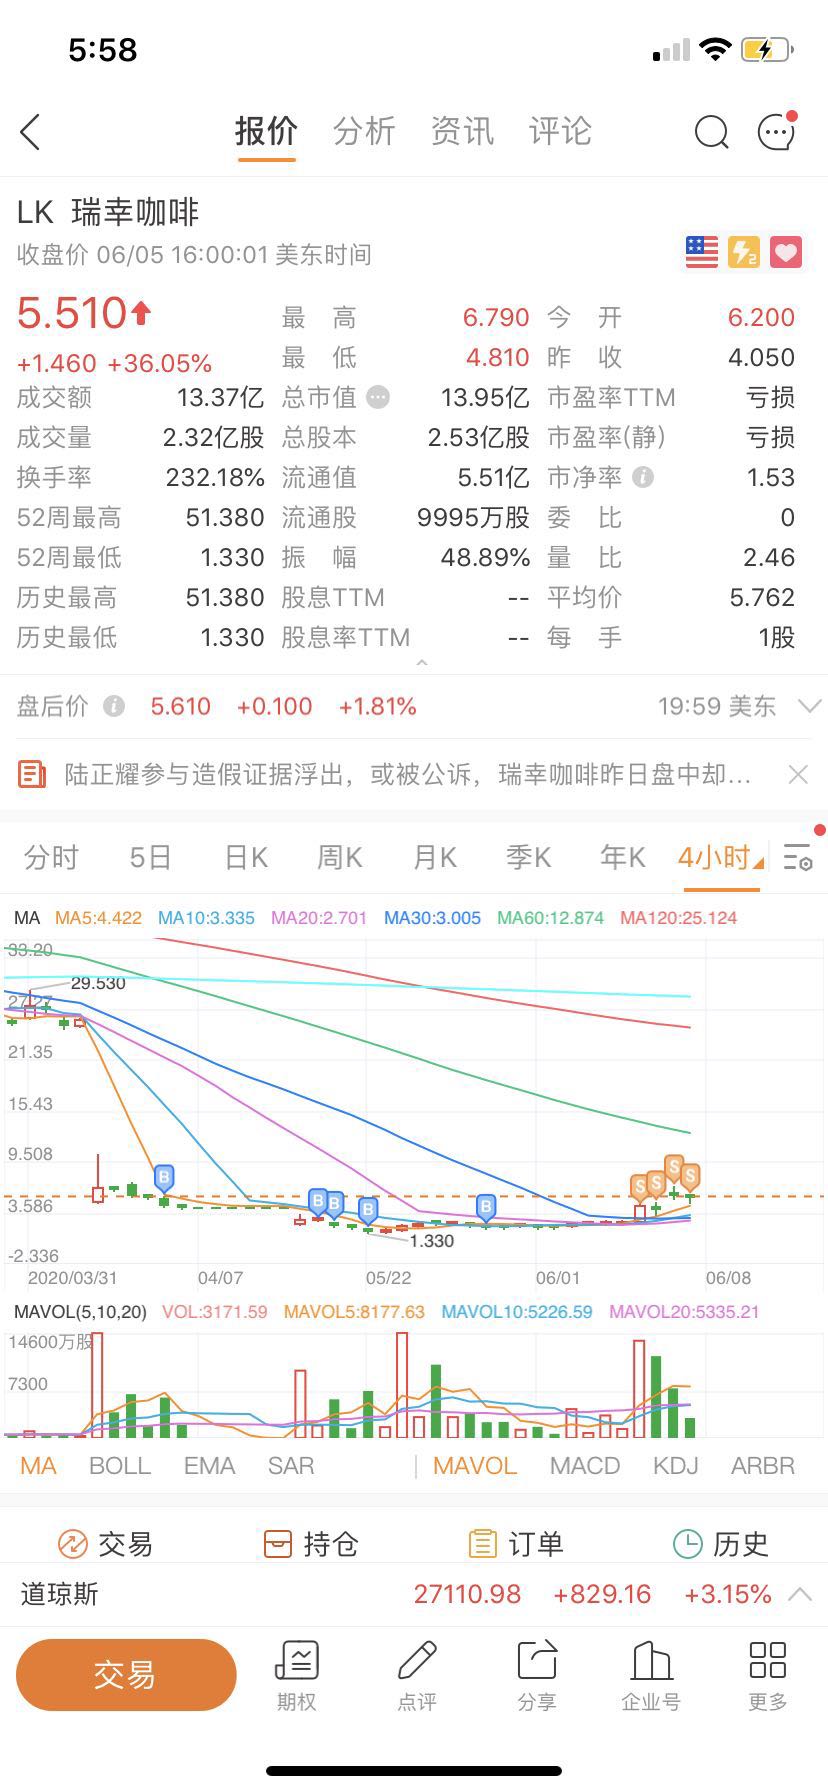 5:58
报价 分析 资讯 评论
LK 瑞幸咖啡
收盘价 06/05 16:00:01 美东时间
5.510 最高 6.790 今开 6.200
+1.460 +36.05% 最低 4.810 昨收 4.050
成交额 13.37亿 总市值 13.95亿 市盈率TTM 亏损
成交量 2.32亿股 总股本 2.53亿股 市盈率(静) 亏损
换手率 232.18% 流通值 5.51亿 市净率 1.53
52周最高 51.380 流通股 9995万股 委比 0
52周最低 1.330 振幅 48.89% 量比 2.46
历史最高 51.380 股息TTM -- 平均价 5.762
历史最低 1.330 股息率TTM -- 每手 1股
盘后价 5.610 +0.100 +1.81% 19:59 美东
陆正耀参与造假证据浮出，或被公诉，瑞幸咖啡昨日盘中却...
分时 5日 日K 周K 月K 季K 年K 4小时
MA MA5:4.422 MA10:3.335 MA20:2.701 MA30:3.005 MA60:12.874 MA120:25.124
33.20
29.530
27.27
21.35
15.43
9.508
B B B B B S S S S
3.586
1.330
-2.336
2020/03/31 04/07 05/22 06/01 06/08
MAVOL(5,10,20) VOL:3171.59 MAVOL5:8177.63 MAVOL10:5226.59 MAVOL20:5335.21
14600万股
7300
MA BOLL EMA SAR MAVOL MACD KDJ ARBR
交易 持仓 订单 历史
道琼斯 27110.98 +829.16 +3.15%
交易 期权 点评 分享 企业号 更多